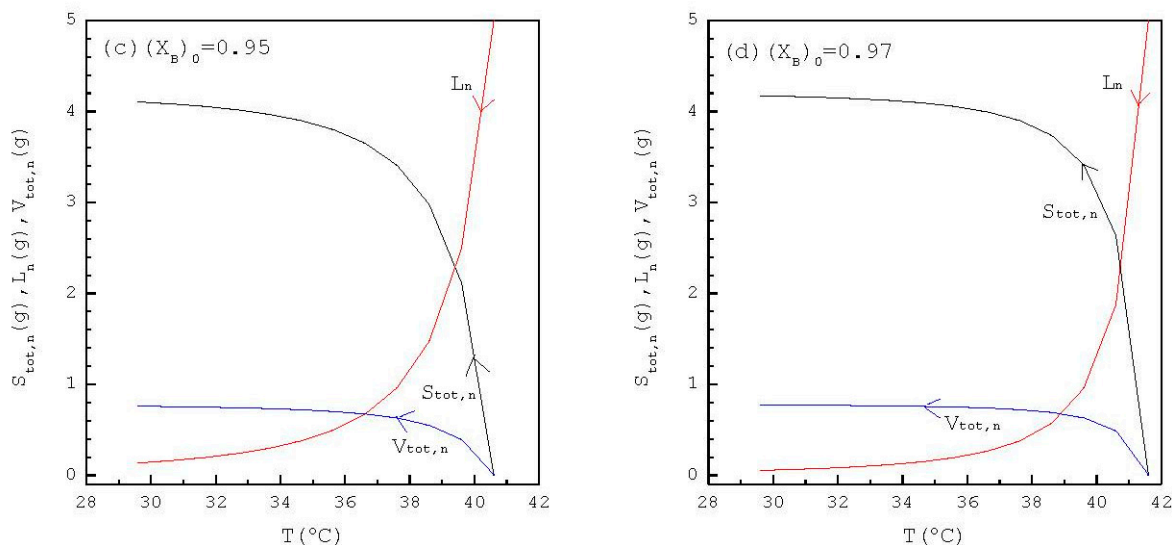 (c) (X_B)_0=0.95
L_n
S_tot,n
V_tot,n
S_tot,n(g), L_n(g), V_tot,n(g)
5
4
3
2
1
0
28 30 32 34 36 38 40 42
T(°C)
(d) (X_B)_0=0.97
L_n
S_tot,n
V_tot,n
S_tot,n(g), L_n(g), V_tot,n(g)
5
4
3
2
1
0
28 30 32 34 36 38 40 42
T(°C)